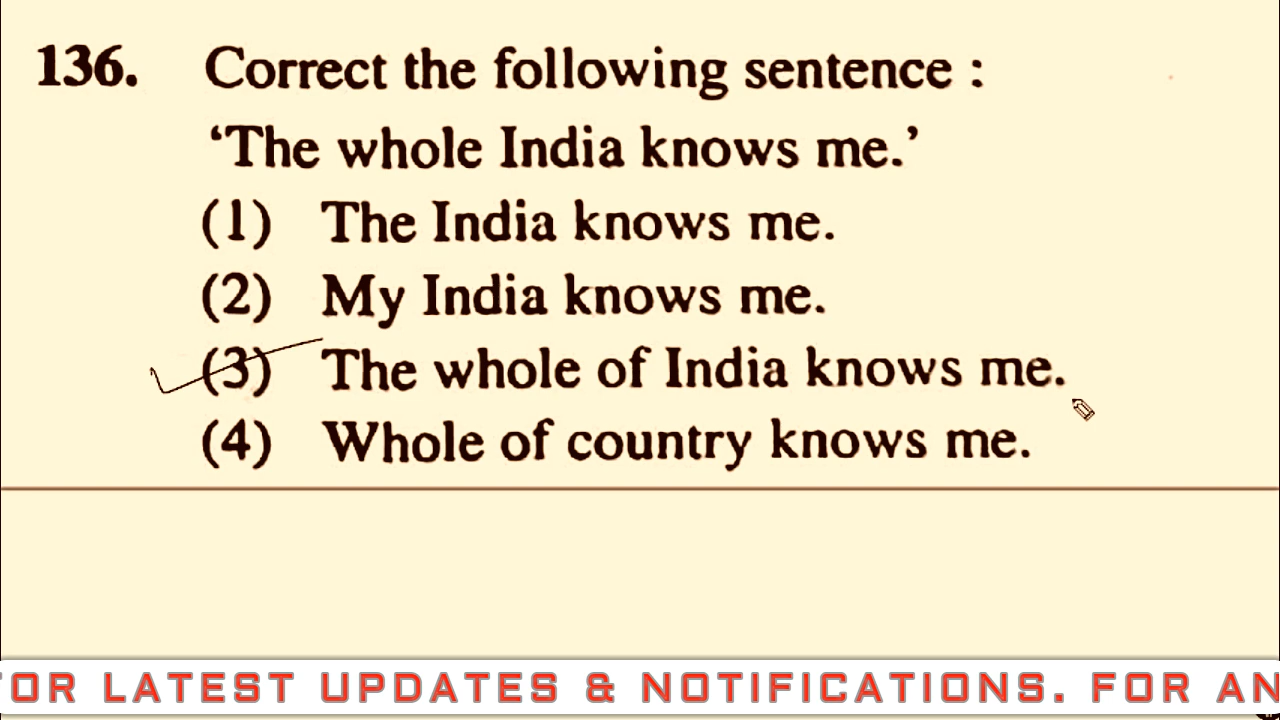 136. Correct the following sentence :
‘The whole India knows me.’
(1) The India knows me.
(2) My India knows me.
(3) The whole of India knows me.
(4) Whole of country knows me.
FOR LATEST UPDATES & NOTIFICATIONS. FOR AN